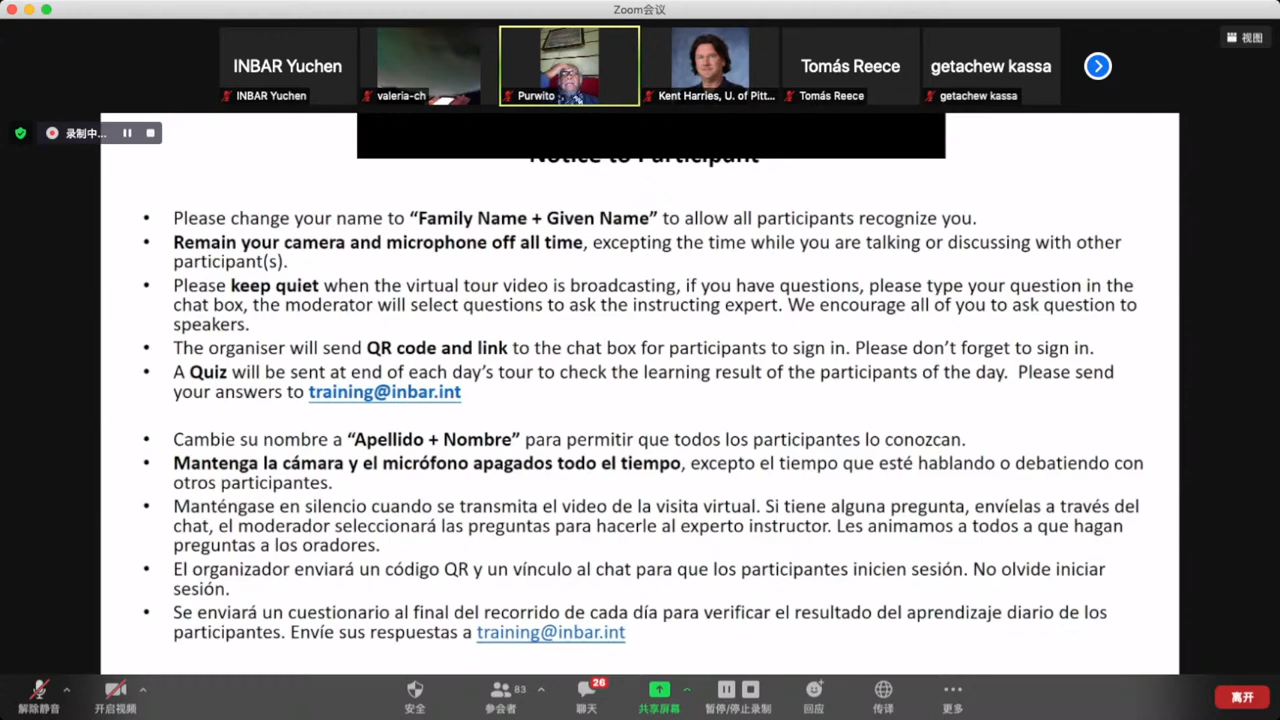 Zoom会议
INBAR Yuchen
Tomás Reece
getachew kassa
视图
INBAR Yuchen
valeria-ch
Purwito
Kent Harries, U. of Pitt...
Tomás Reece
getachew kassa
录制中...
Notice to Participant
• Please change your name to “Family Name + Given Name” to allow all participants recognize you.
• Remain your camera and microphone off all time, excepting the time while you are talking or discussing with other
participant(s).
• Please keep quiet when the virtual tour video is broadcasting, if you have questions, please type your question in the
chat box, the moderator will select questions to ask the instructing expert. We encourage all of you to ask question to
speakers.
• The organiser will send QR code and link to the chat box for participants to sign in. Please don’t forget to sign in.
• A Quiz will be sent at end of each day’s tour to check the learning result of the participants of the day.  Please send
your answers to training@inbar.int
• Cambie su nombre a “Apellido + Nombre” para permitir que todos los participantes lo conozcan.
• Mantenga la cámara y el micrófono apagados todo el tiempo, excepto el tiempo que esté hablando o debatiendo con
otros participantes.
• Manténgase en silencio cuando se transmita el video de la visita virtual. Si tiene alguna pregunta, envíelas a través del
chat, el moderador seleccionará las preguntas para hacerle al experto instructor. Les animamos a todos a que hagan
preguntas a los oradores.
• El organizador enviará un código QR y un vínculo al chat para que los participantes inicien sesión. No olvide iniciar
sesión.
• Se enviará un cuestionario al final del recorrido de cada día para verificar el resultado del aprendizaje diario de los
participantes. Envíe sus respuestas a training@inbar.int
83
26
解除静音
开启视频
安全
参会者
聊天
共享屏幕
暂停/停止录制
回应
传译
更多
离开